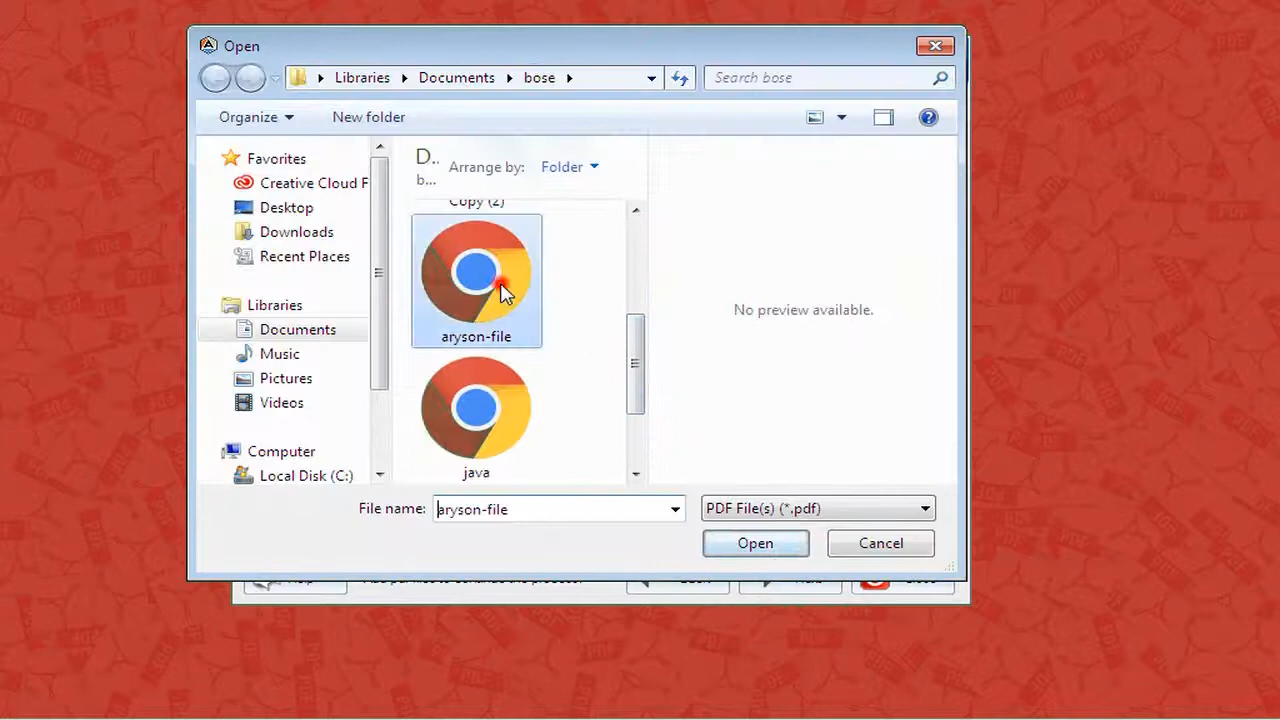 Open
Libraries Documents bose
Search bose
Organize New folder
Favorites
Creative Cloud F
Desktop
Downloads
Recent Places
Libraries
Documents
Music
Pictures
Videos
Computer
Local Disk (C:)
D..
b...
Arrange by: Folder
Copy (2)
aryson-file
java
No preview available.
File name: aryson-file
PDF File(s) (*.pdf)
Open Cancel